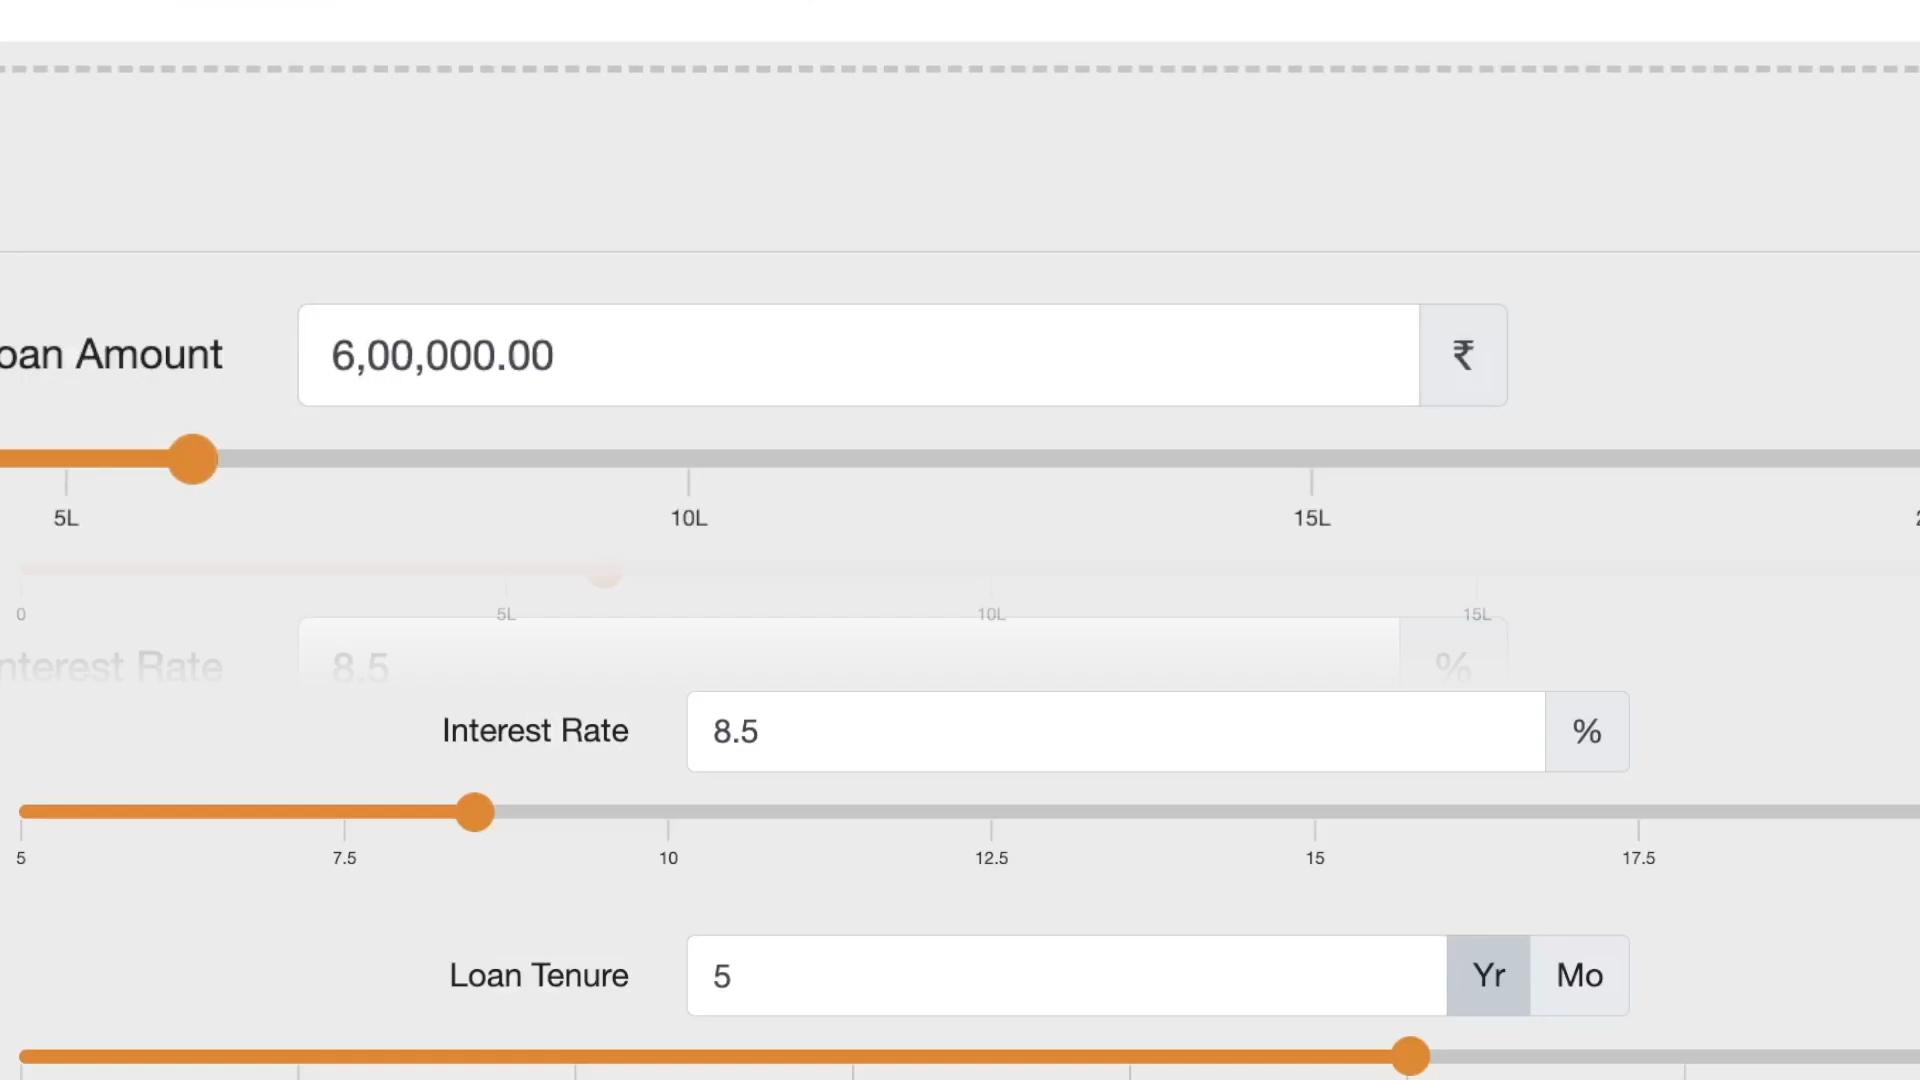 oan Amount 6,00,000.00 ₹
5L 10L 15L
0 5L 10L 15L
nterest Rate 8.5 %
Interest Rate 8.5 %
5 7.5 10 12.5 15 17.5
Loan Tenure 5 Yr Mo